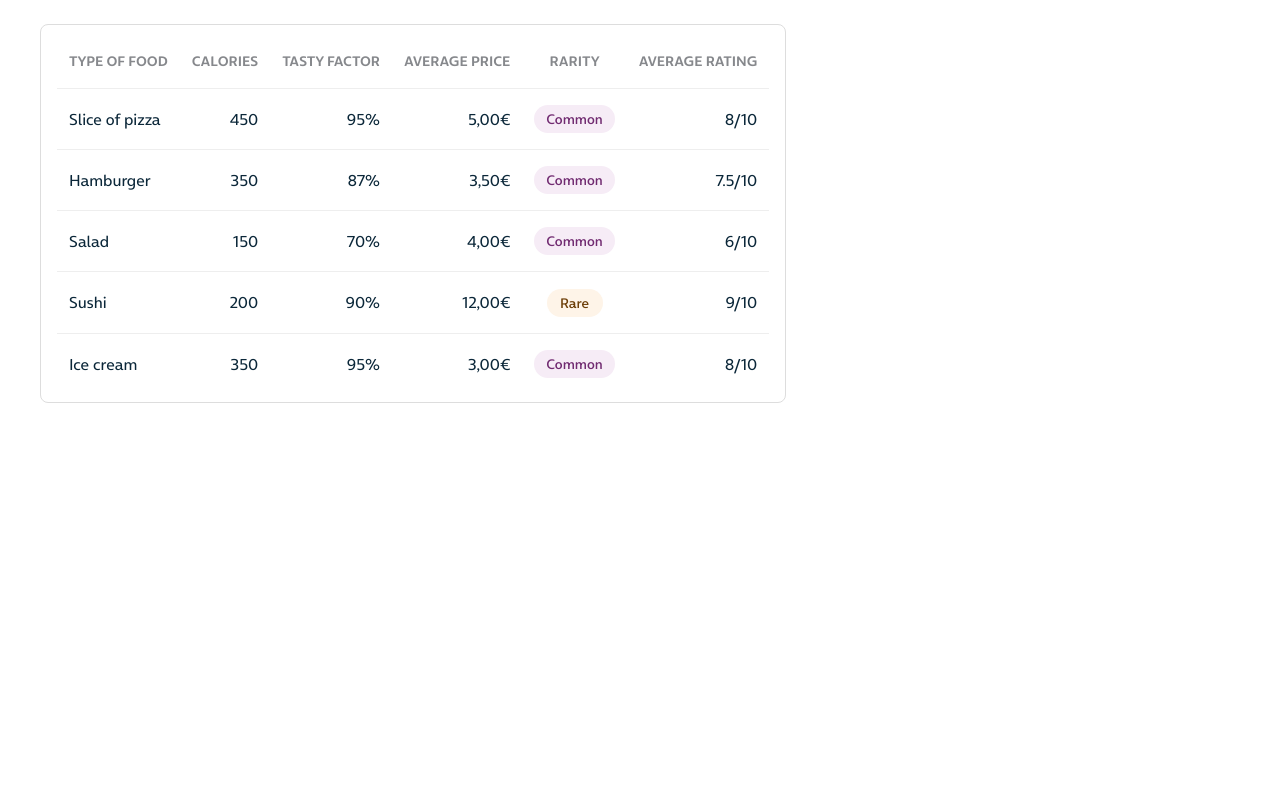 TYPE OF FOOD CALORIES TASTY FACTOR AVERAGE PRICE RARITY AVERAGE RATING
Slice of pizza 450 95% 5,00€ Common 8/10
Hamburger 350 87% 3,50€ Common 7.5/10
Salad 150 70% 4,00€ Common 6/10
Sushi 200 90% 12,00€ Rare 9/10
Ice cream 350 95% 3,00€ Common 8/10